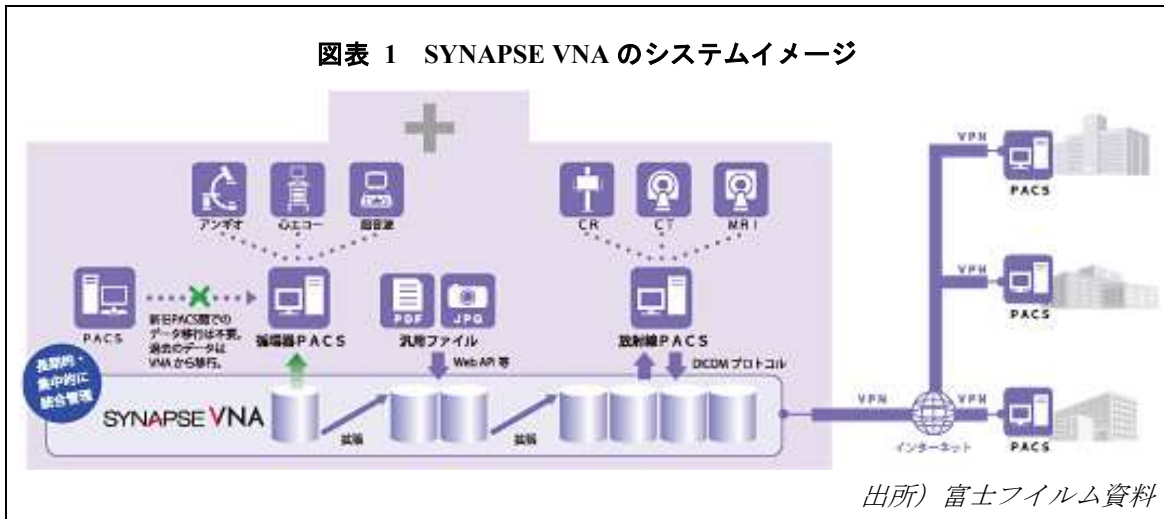 図表 1 SYNAPSE VNA のシステムイメージ
アンギオ
心エコー
超音波
CR
CT
MRI
PACS
新旧PACS間での
データ移行は不要。
過去のデータは
VNAから移行。
循環器PACS
PDF
JPG
汎用ファイル
放射線PACS
Web API 等
DICOM プロトコル
長期的・
集中的に
統合管理
SYNAPSE VNA
拡張
拡張
VPN
インターネット
VPN
PACS
VPN
PACS
VPN
PACS
出所）富士フイルム資料